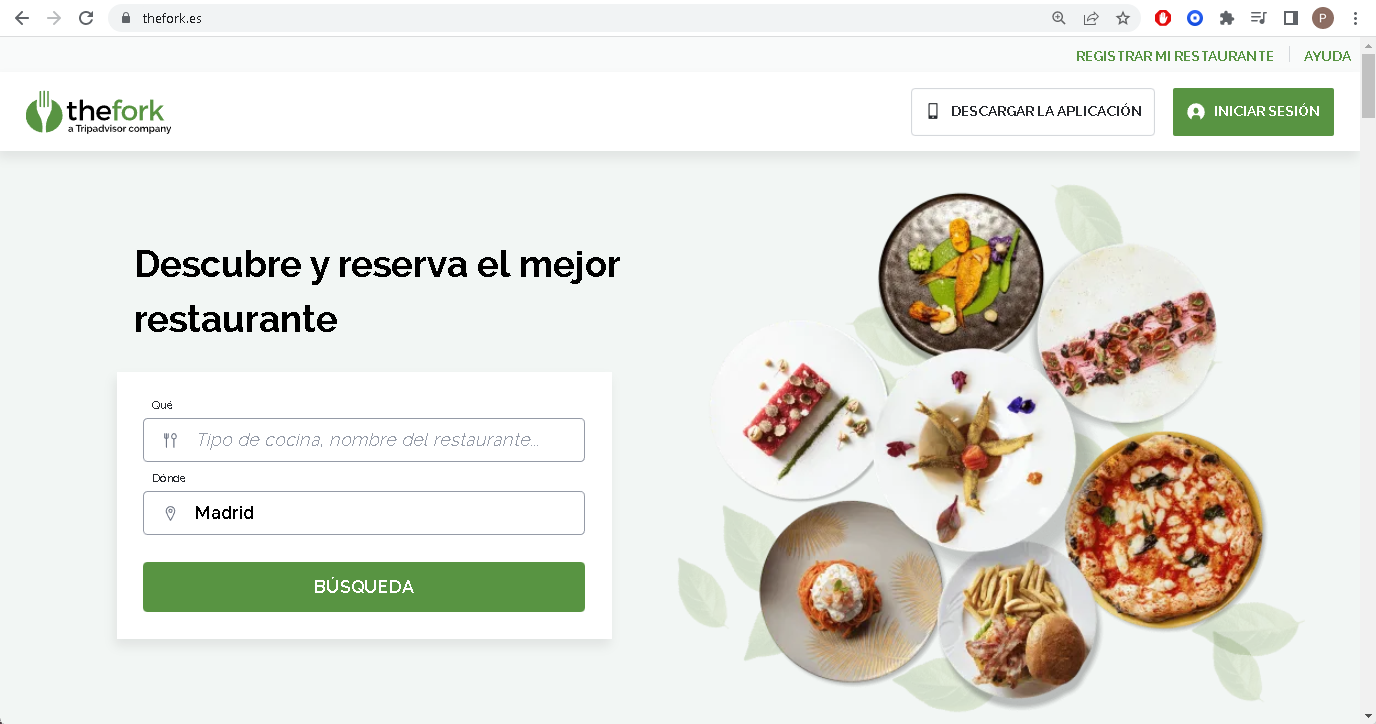 thefork.es
P
REGISTRAR MI RESTAURANTE
AYUDA
thefork
a Tripadvisor company
DESCARGAR LA APLICACIÓN
INICIAR SESIÓN
Descubre y reserva el mejor
restaurante
Qué
Tipo de cocina, nombre del restaurante...
Dónde
Madrid
BÚSQUEDA